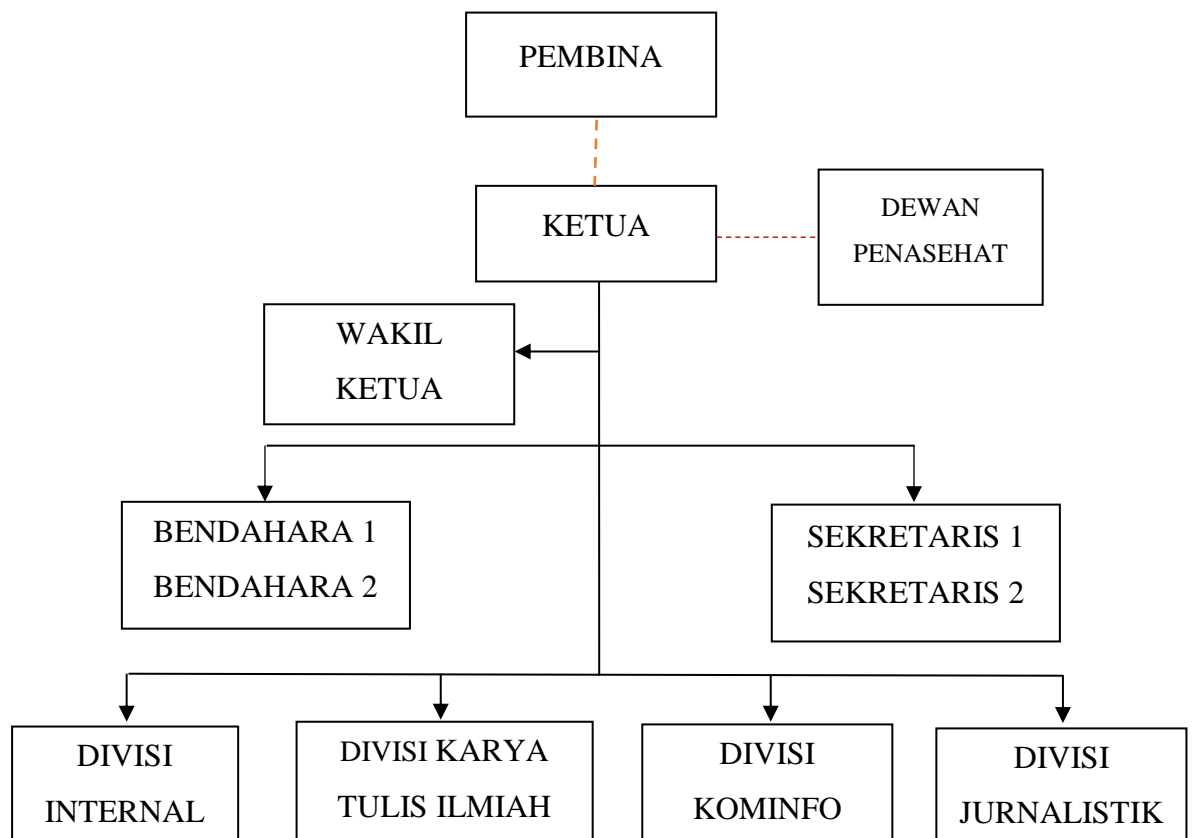 PEMBINA
KETUA
DEWAN
PENASEHAT
WAKIL
KETUA
BENDAHARA 1
BENDAHARA 2
SEKRETARIS 1
SEKRETARIS 2
DIVISI
INTERNAL
DIVISI KARYA
TULIS ILMIAH
DIVISI
KOMINFO
DIVISI
JURNALISTIK